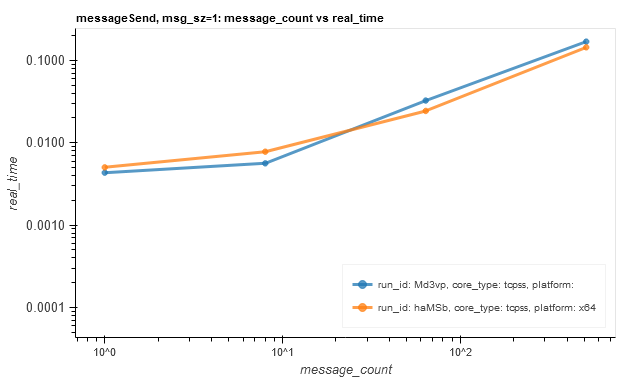 messageSend, msg_sz=1: message_count vs real_time
0.1000
0.0100
0.0010
0.0001
real_time
run_id: Md3vp, core_type: tcpss, platform:
run_id: haMSb, core_type: tcpss, platform: x64
10^0
10^1
10^2
message_count